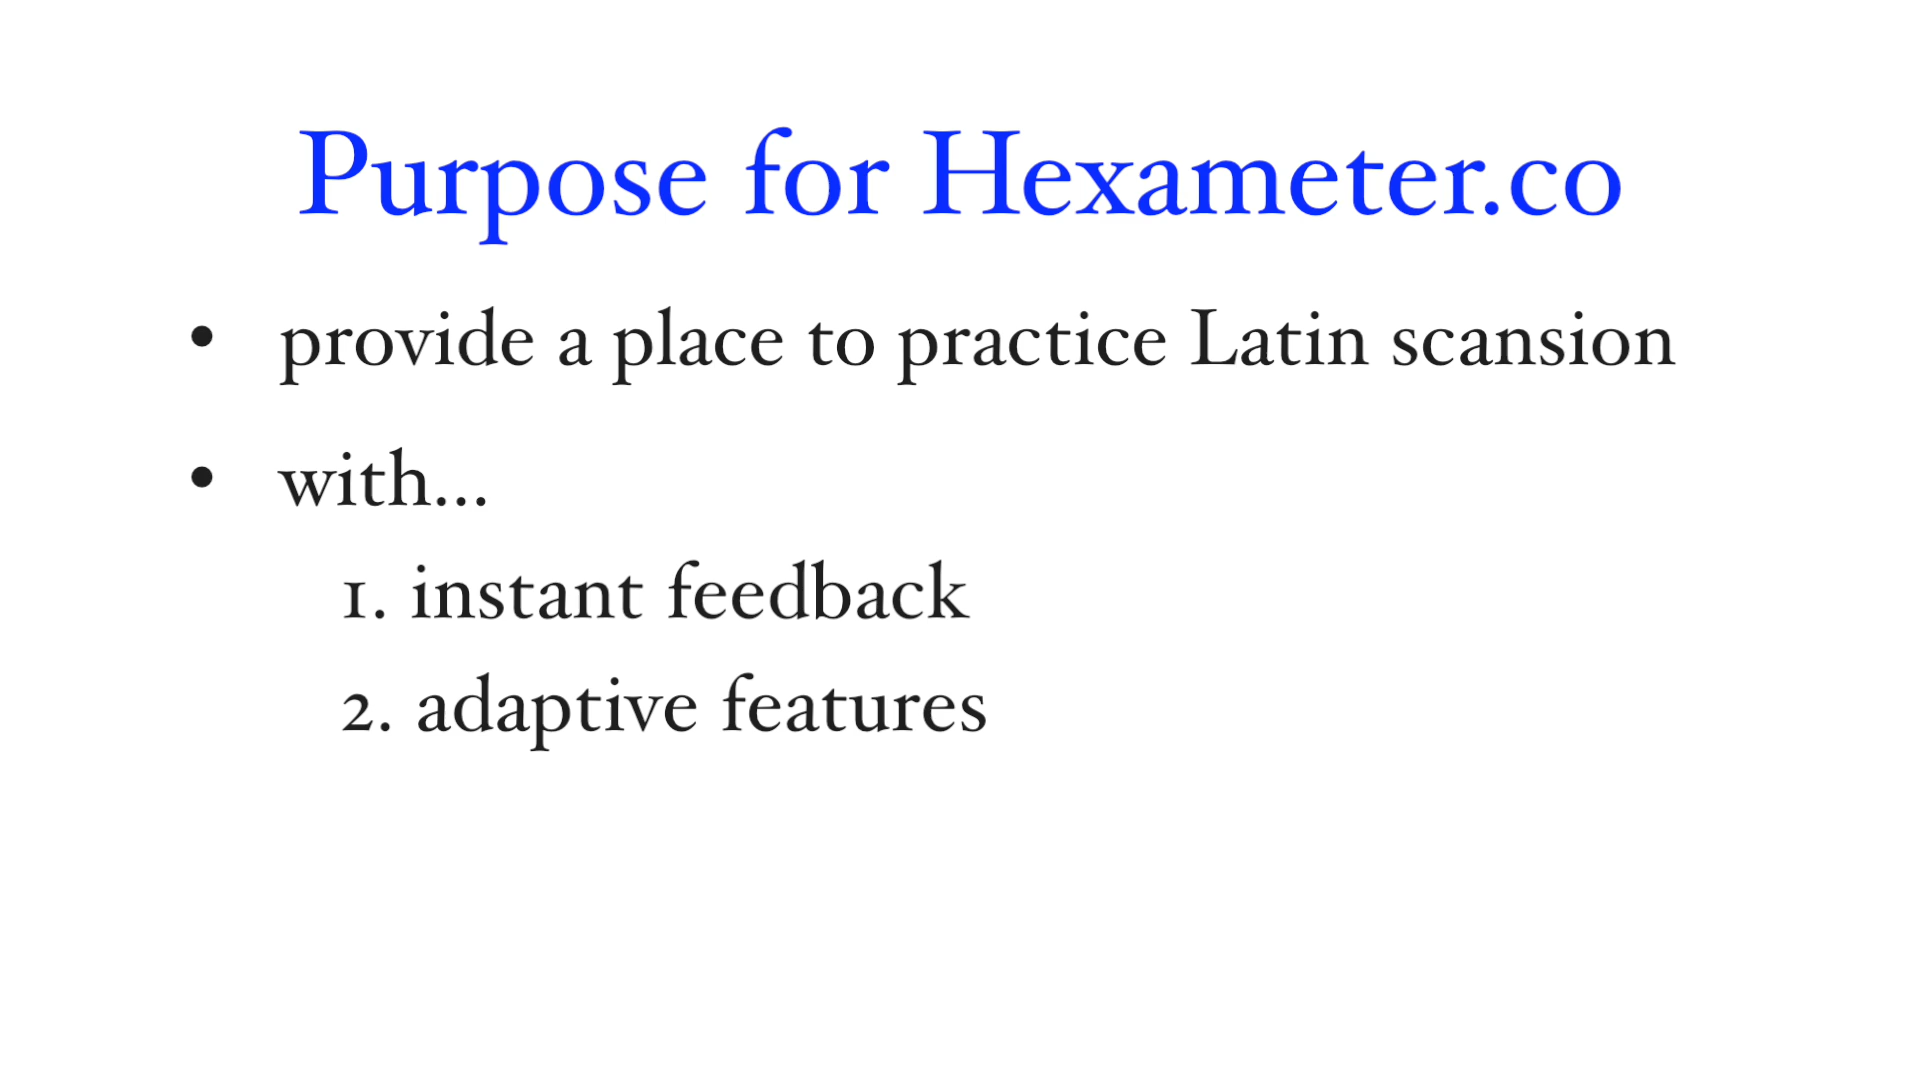 Purpose for Hexameter.co
• provide a place to practice Latin scansion
• with...
1. instant feedback
2. adaptive features